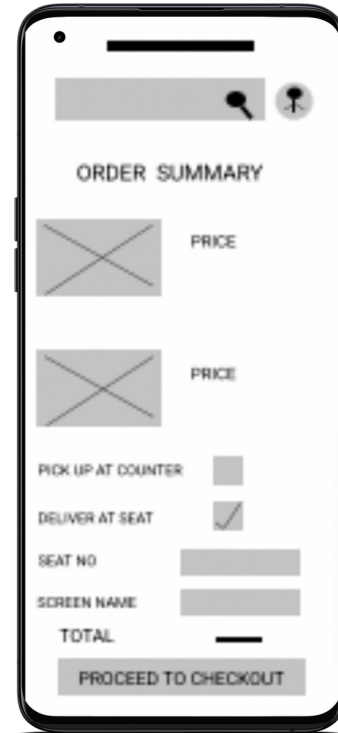 ORDER SUMMARY
PRICE
PRICE
PICK UP AT COUNTER
DELIVER AT SEAT
SEAT NO
SCREEN NAME
TOTAL
PROCEED TO CHECKOUT